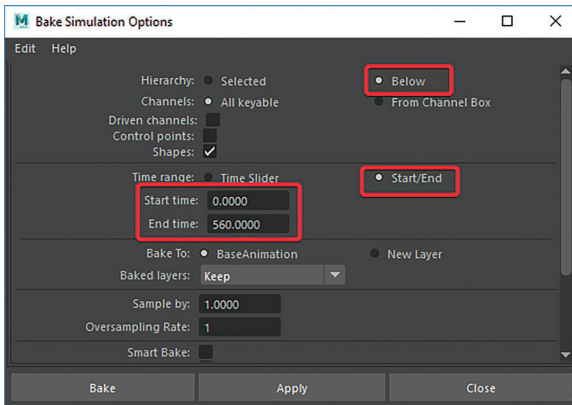 Bake Simulation Options
Edit Help
Hierarchy: Selected Below
Channels: All keyable From Channel Box
Driven channels:
Control points:
Shapes:
Time range: Time Slider Start/End
Start time: 0.0000
End time: 560.0000
Bake To: BaseAnimation New Layer
Baked layers: Keep
Sample by: 1.0000
Oversampling Rate: 1
Smart Bake:
Bake Apply Close